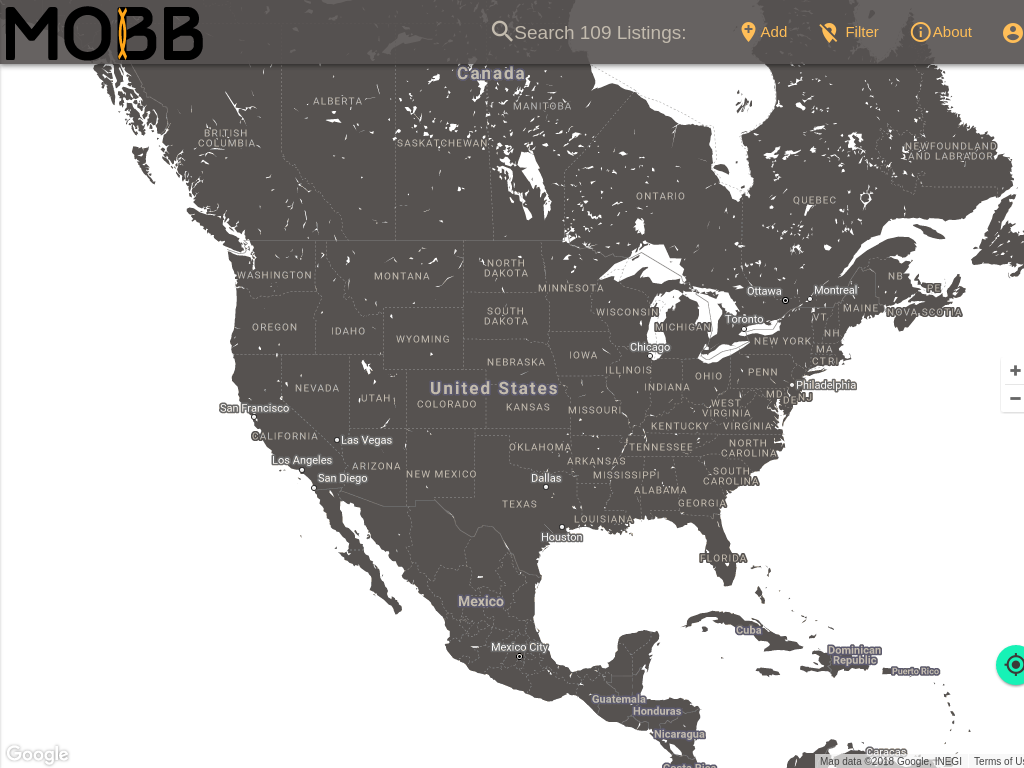 MOBB
Search 109 Listings:
Add
Filter
About
Canada
ALBERTA
MANITOBA
BRITISH
COLUMBIA
SASKATCHEWAN
NEWFOUNDLAND
AND LABRADOR
ONTARIO
QUEBEC
WASHINGTON
MONTANA
NORTH
DAKOTA
MINNESOTA
NB
PE
Ottawa
Montreal
MAINE
NOVA SCOTIA
OREGON
IDAHO
WYOMING
SOUTH
DAKOTA
WISCONSIN
MICHIGAN
Toronto
VT
NH
NEW YORK
MA
CT
RI
NEBRASKA
IOWA
Chicago
ILLINOIS
INDIANA
OHIO
PENN
Philadelphia
NEVADA
UTAH
United States
COLORADO
KANSAS
MISSOURI
WEST
VIRGINIA
MD
DE
NJ
San Francisco
CALIFORNIA
Las Vegas
KENTUCKY
VIRGINIA
Los Angeles
ARIZONA
NEW MEXICO
OKLAHOMA
ARKANSAS
TENNESSEE
NORTH
CAROLINA
San Diego
Dallas
MISSISSIPPI
SOUTH
CAROLINA
ALABAMA
TEXAS
LOUISIANA
GEORGIA
Houston
FLORIDA
Mexico
Mexico City
Cuba
Dominican
Republic
Puerto Rico
Guatemala
Honduras
Nicaragua
Caracas
Costa Rica
Google
Map data ©2018 Google, INEGI
Terms of Us